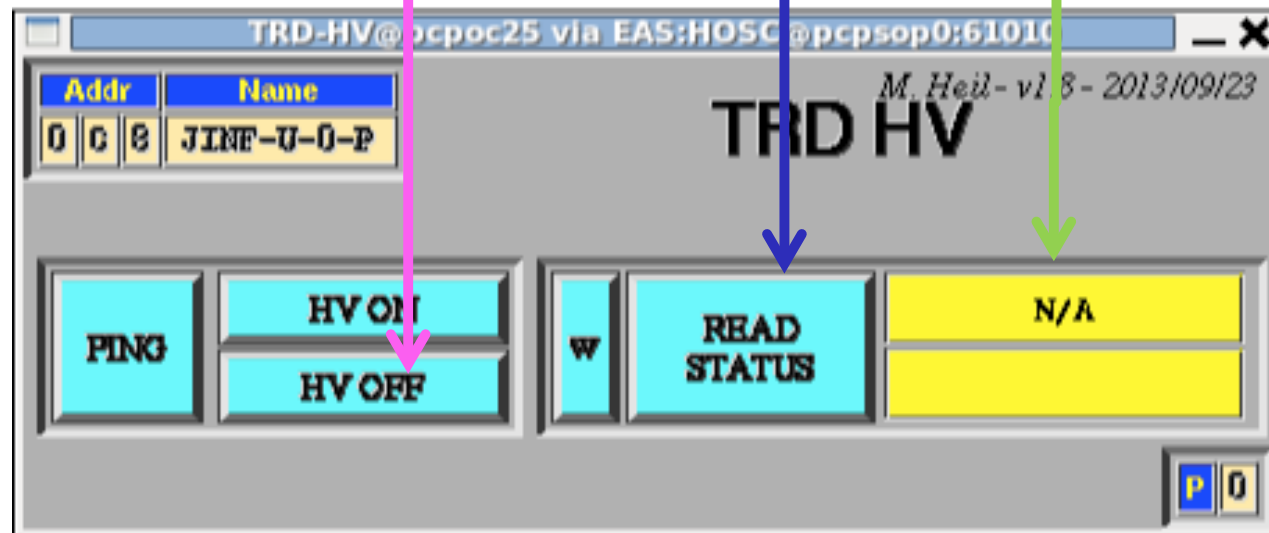 TRD-HV@pcpoc25 via EAS:HOSC@pcpsop0:61010
Addr Name
0 C 8 JINF-U-0-P
M. Heil- v1.8 - 2013/09/23
TRD HV
PING
HV ON
HV OFF
W
READ
STATUS
N/A
P 0